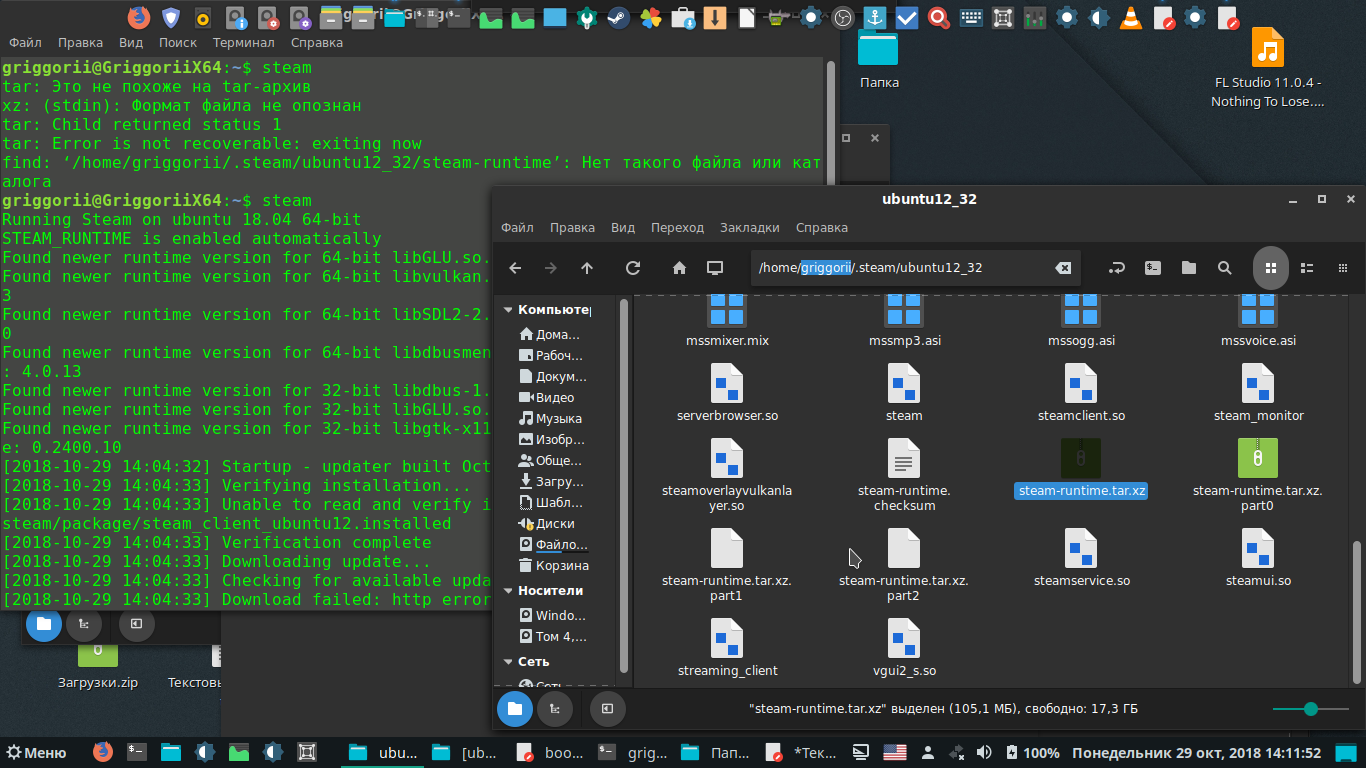 Файл Правка Вид Поиск Терминал Справка
griggorii@GriggoriiX64:~$ steam
tar: Это не похоже на tar-архив
xz: (stdin): Формат файла не опознан
tar: Child returned status 1
tar: Error is not recoverable: exiting now
find: ‘/home/griggorii/.steam/ubuntu12_32/steam-runtime’: Нет такого файла или кат
алога
griggorii@GriggoriiX64:~$ steam
Running Steam on ubuntu 18.04 64-bit
STEAM_RUNTIME is enabled automatically
Found newer runtime version for 64-bit libGLU.so.
Found newer runtime version for 64-bit libvulkan.
3
Found newer runtime version for 64-bit libSDL2-2.
0
Found newer runtime version for 64-bit libdbusmen
: 4.0.13
Found newer runtime version for 32-bit libdbus-1.
Found newer runtime version for 32-bit libGLU.so.
Found newer runtime version for 32-bit libgtk-x11
e: 0.2400.10
[2018-10-29 14:04:32] Startup - updater built Oct
[2018-10-29 14:04:33] Verifying installation...
[2018-10-29 14:04:33] Unable to read and verify i
steam/package/steam_client_ubuntu12.installed
[2018-10-29 14:04:33] Verification complete
[2018-10-29 14:04:33] Downloading update...
[2018-10-29 14:04:33] Checking for available upda
[2018-10-29 14:04:33] Download failed: http error
Папка
FL Studio 11.0.4 -
Nothing To Lose....
ubuntu12_32
Файл Правка Вид Переход Закладки Справка
/home/griggorii/.steam/ubuntu12_32
Компьютер
Дома...
Рабоч...
Докум...
Видео
Музыка
Изобр...
Обще...
Загру...
Шабл...
Диски
Файло...
Корзина
Носители
Windo...
Том 4,...
Сеть
Сеть
mssmixer.mix mssmp3.asi mssogg.asi mssvoice.asi
serverbrowser.so steam steamclient.so steam_monitor
steamoverlayvulkanla steam-runtime. steam-runtime.tar.xz steam-runtime.tar.xz.
yer.so checksum part0
steam-runtime.tar.xz. steam-runtime.tar.xz. steamservice.so steamui.so
part1 part2
streaming_client vgui2_s.so
"steam-runtime.tar.xz" выделен (105,1 МБ), свободно: 17,3 ГБ
Загрузки.zip Текстовы
Меню ubu... [ub... boo... grig... Пап... *Тек... 100% Понедельник 29 окт, 2018 14:11:52